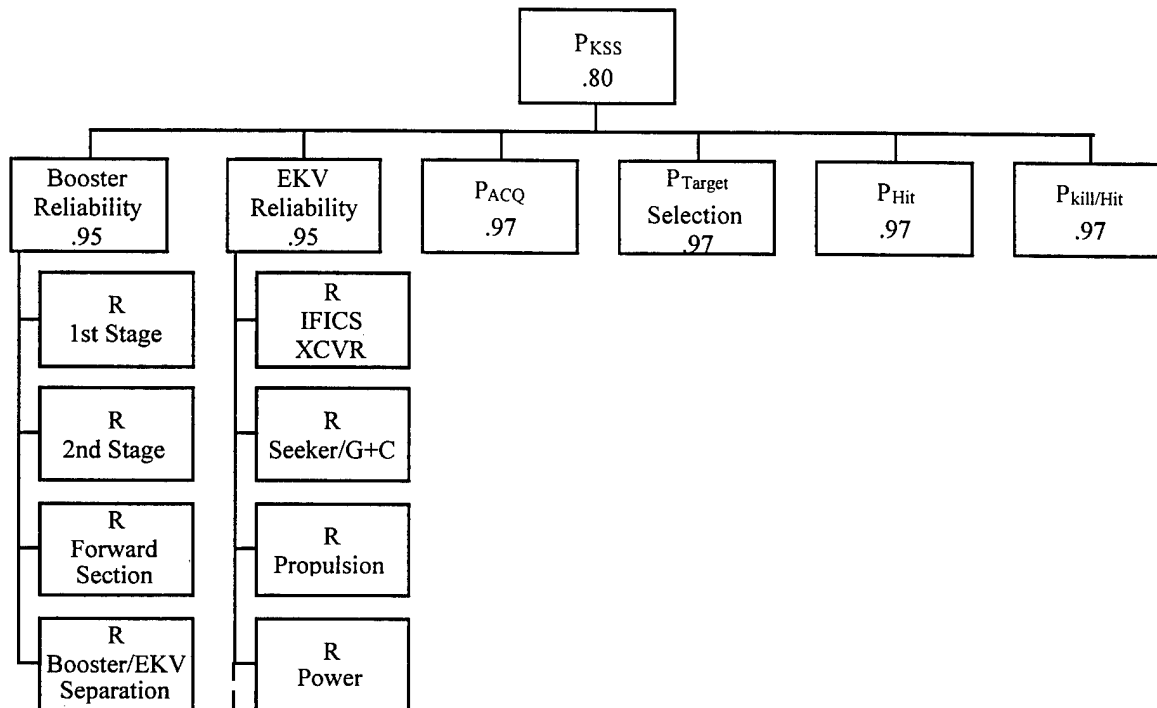 PKSS
.80
Booster
Reliability
.95
EKV
Reliability
.95
PACQ
.97
PTarget
Selection
.97
PHit
.97
Pkill/Hit
.97
R
1st Stage
R
2nd Stage
R
Forward
Section
R
Booster/EKV
Separation
R
IFICS
XCVR
R
Seeker/G+C
R
Propulsion
R
Power